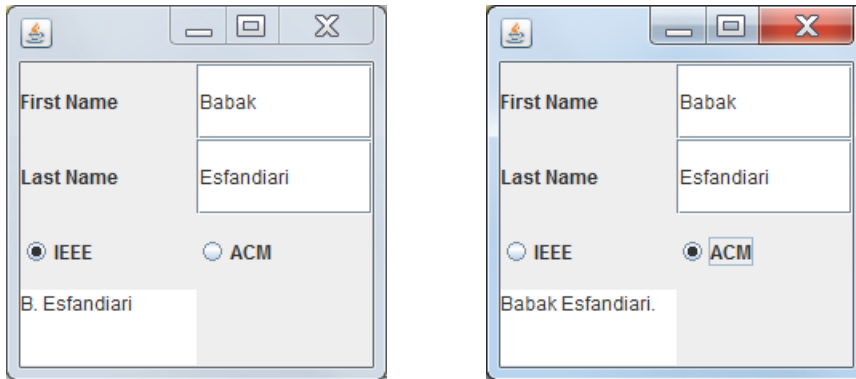 First Name Babak
Last Name Esfandiari
IEEE ACM
B. Esfandiari
First Name Babak
Last Name Esfandiari
IEEE ACM
Babak Esfandiari.